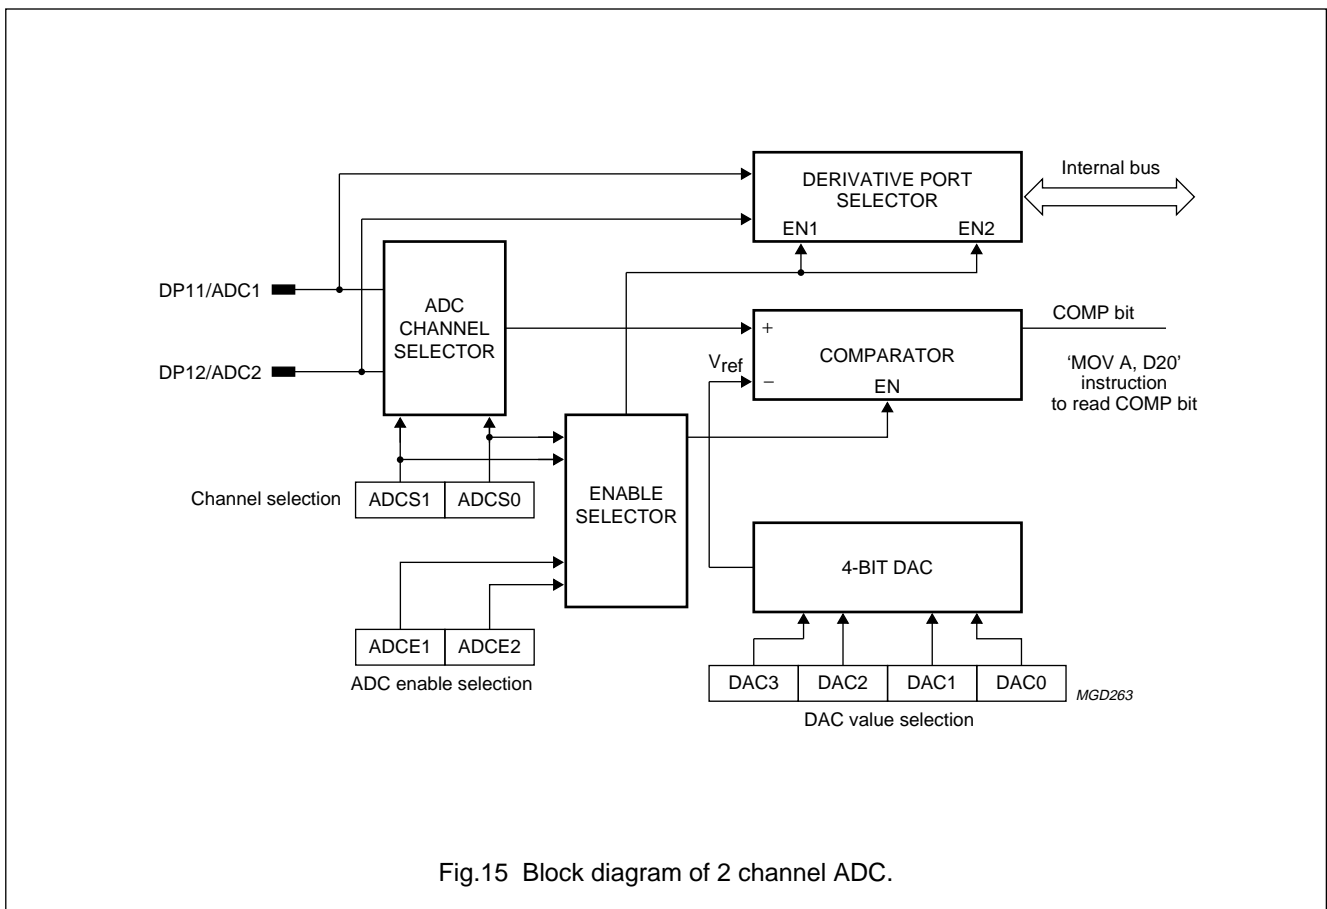 DERIVATIVE PORT
SELECTOR
EN1
EN2
Internal bus
DP11/ADC1
DP12/ADC2
ADC
CHANNEL
SELECTOR
+
−
Vref
COMPARATOR
EN
COMP bit
‘MOV A, D20’
instruction
to read COMP bit
Channel selection
ADCS1
ADCS0
ENABLE
SELECTOR
4-BIT DAC
ADCE1
ADCE2
ADC enable selection
DAC3
DAC2
DAC1
DAC0
DAC value selection
MGD263
Fig.15 Block diagram of 2 channel ADC.